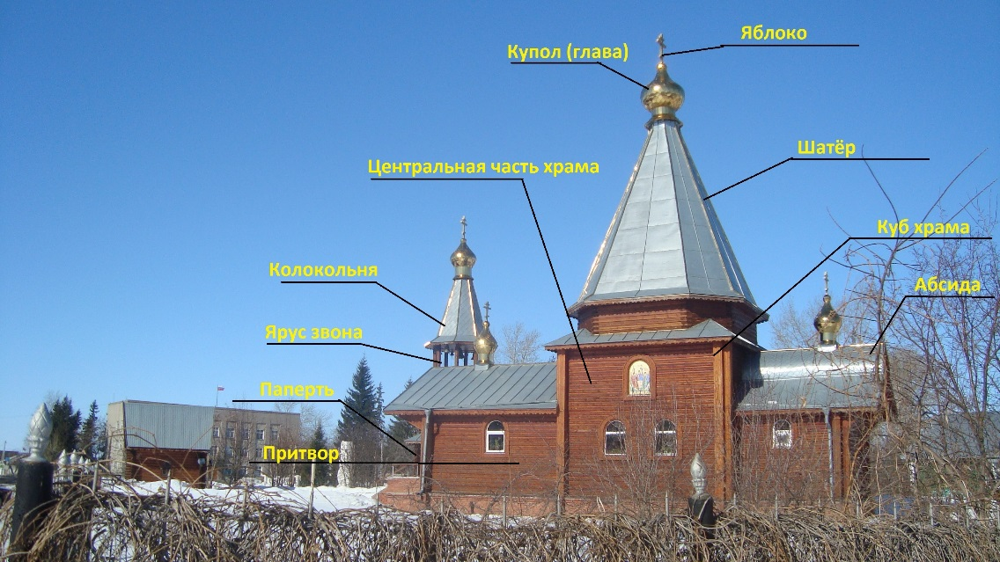 Яблоко
Купол (глава)
Шатёр
Центральная часть храма
Куб храма
Колокольня
Абсида
Ярус звона
Паперть
Притвор